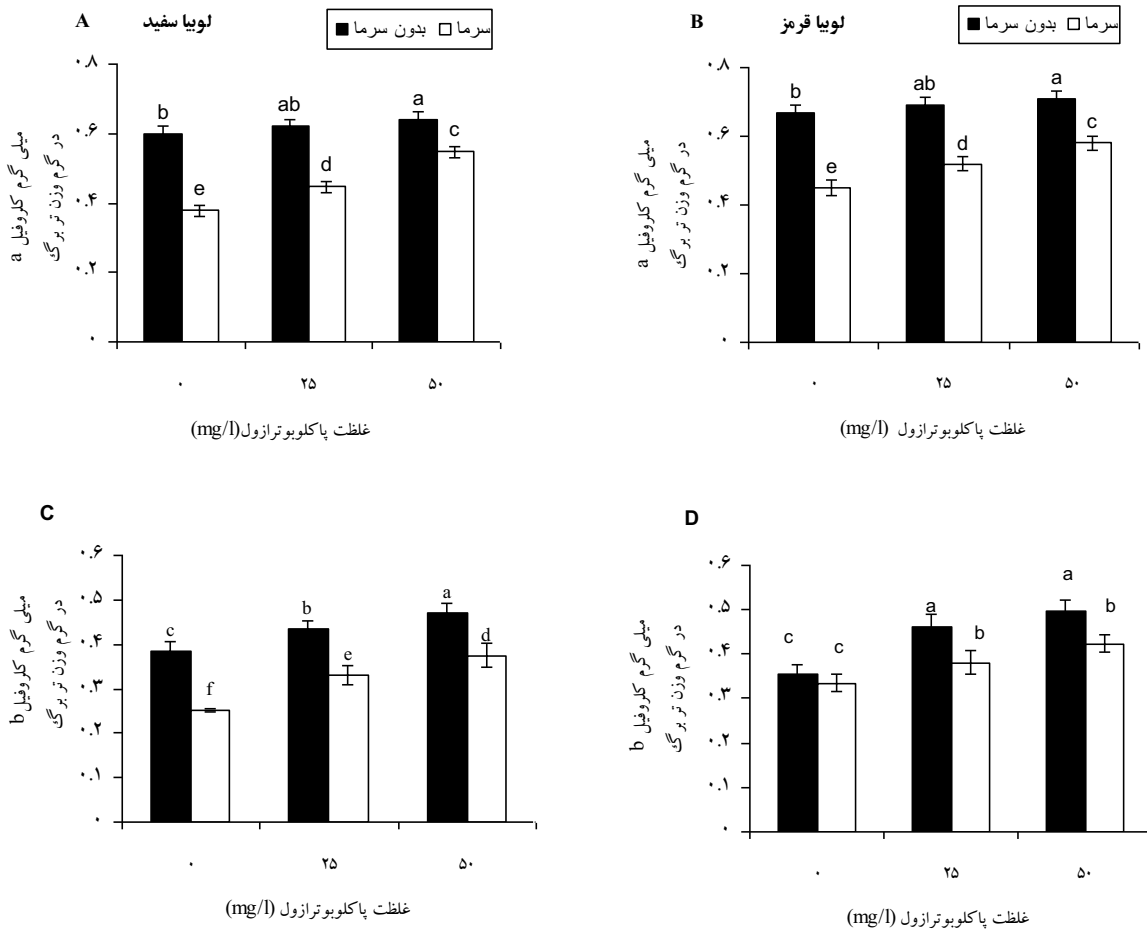 A
لوبیا سفید
بدون سرما
سرما
۰.۸
۰.۶
۰.۴
۰.۲
۰
b
ab
a
e
d
c
میلی گرم کلروفیل a
در گرم وزن تر برگ
۰
۲۵
۵۰
غلظت پاکلوبوترازول(mg/l)
B
لوبیا قرمز
بدون سرما
سرما
۰.۸
۰.۶
۰.۴
۰.۲
۰
b
ab
a
e
d
c
میلی گرم کلروفیل a
در گرم وزن تر برگ
۰
۲۵
۵۰
غلظت پاکلوبوترازول (mg/l)
C
۰.۶
۰.۵
۰.۴
۰.۳
۰.۲
۰.۱
۰
c
b
a
f
e
d
میلی گرم کلروفیل b
در گرم وزن تر برگ
۰
۲۵
۵۰
غلظت پاکلوبوترازول (mg/l)
D
۰.۶
۰.۵
۰.۴
۰.۳
۰.۲
۰.۱
۰
c
c
a
b
a
b
میلی گرم کلروفیل b
در گرم وزن تر برگ
۰
۲۵
۵۰
غلظت پاکلوبوترازول (mg/l)